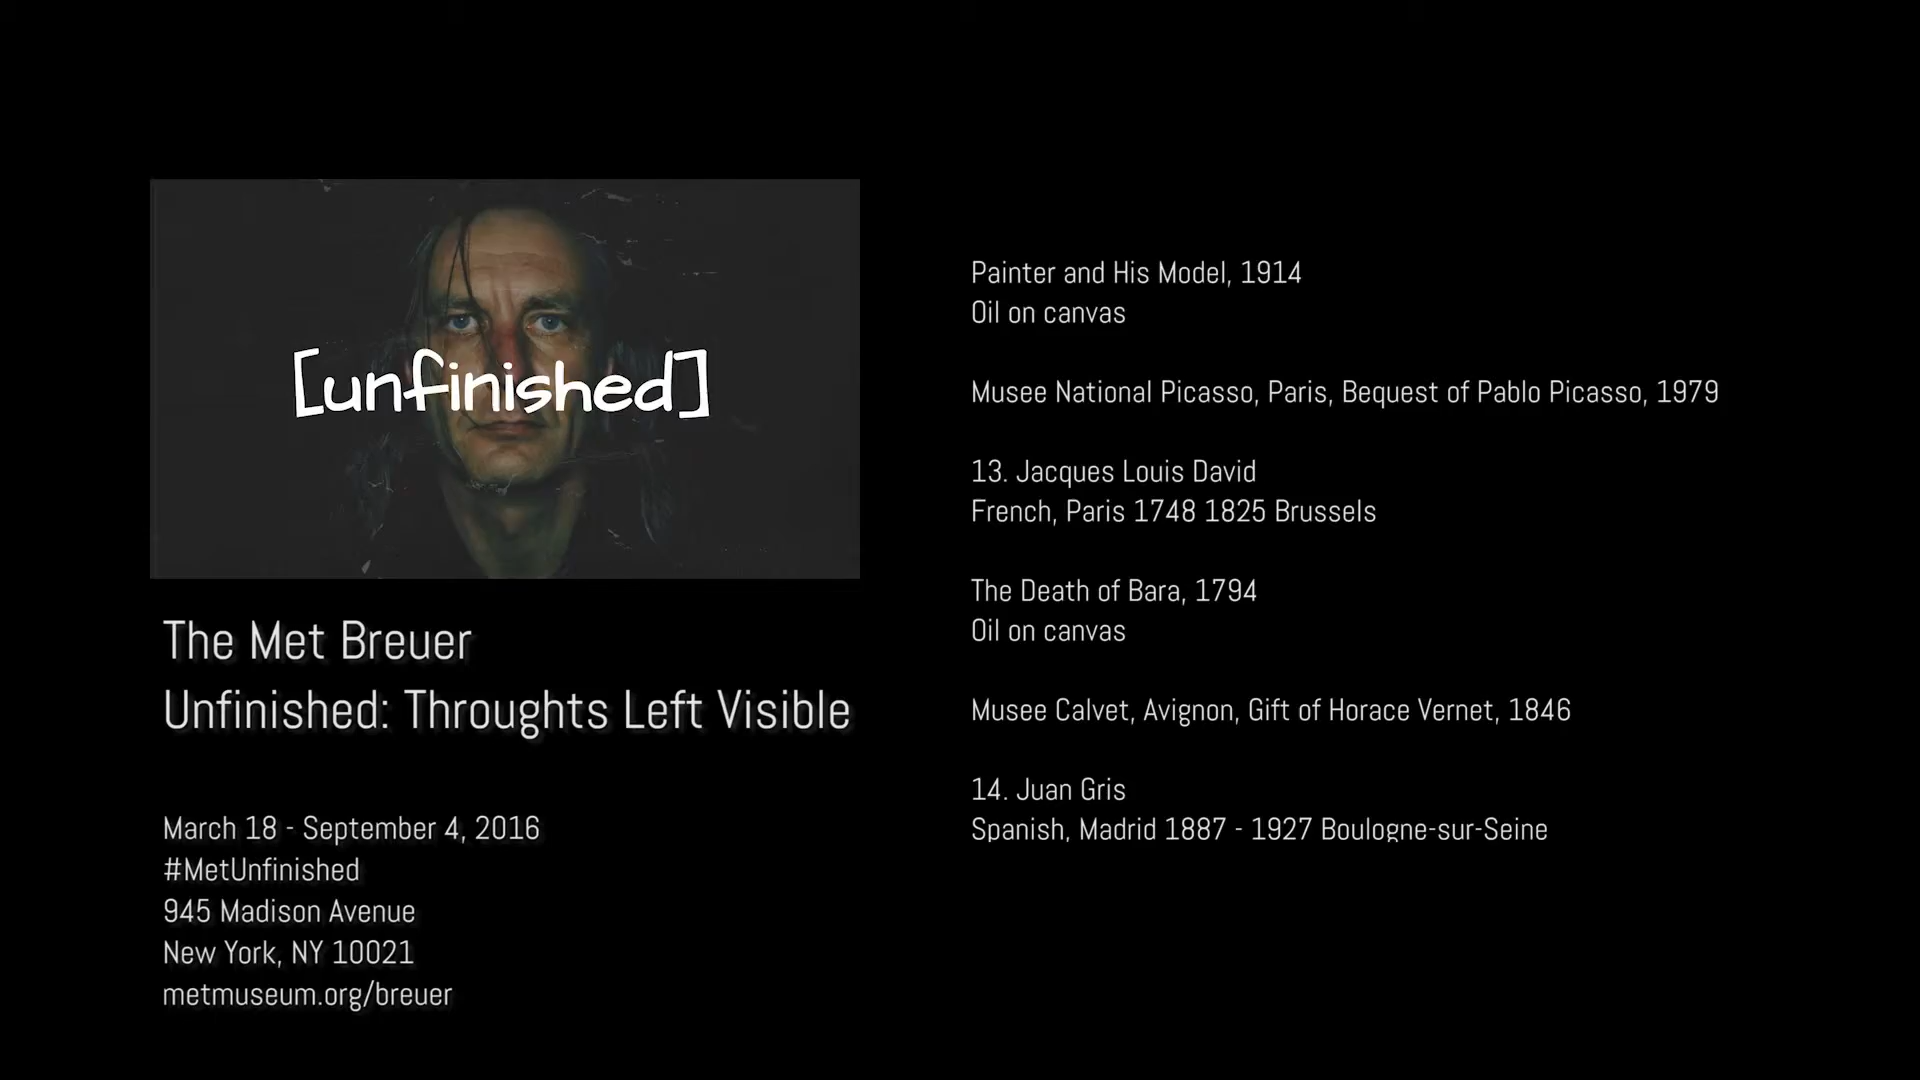 [unfinished]
The Met Breuer
Unfinished: Throughts Left Visible
March 18 - September 4, 2016
#MetUnfinished
945 Madison Avenue
New York, NY 10021
metmuseum.org/breuer
Painter and His Model, 1914
Oil on canvas
Musee National Picasso, Paris, Bequest of Pablo Picasso, 1979
13. Jacques Louis David
French, Paris 1748 1825 Brussels
The Death of Bara, 1794
Oil on canvas
Musee Calvet, Avignon, Gift of Horace Vernet, 1846
14. Juan Gris
Spanish, Madrid 1887 - 1927 Boulogne-sur-Seine